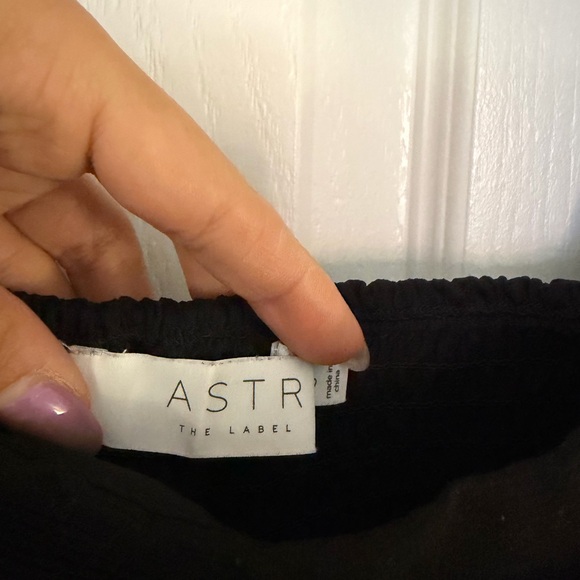 ASTR
THE LABEL
made in
china